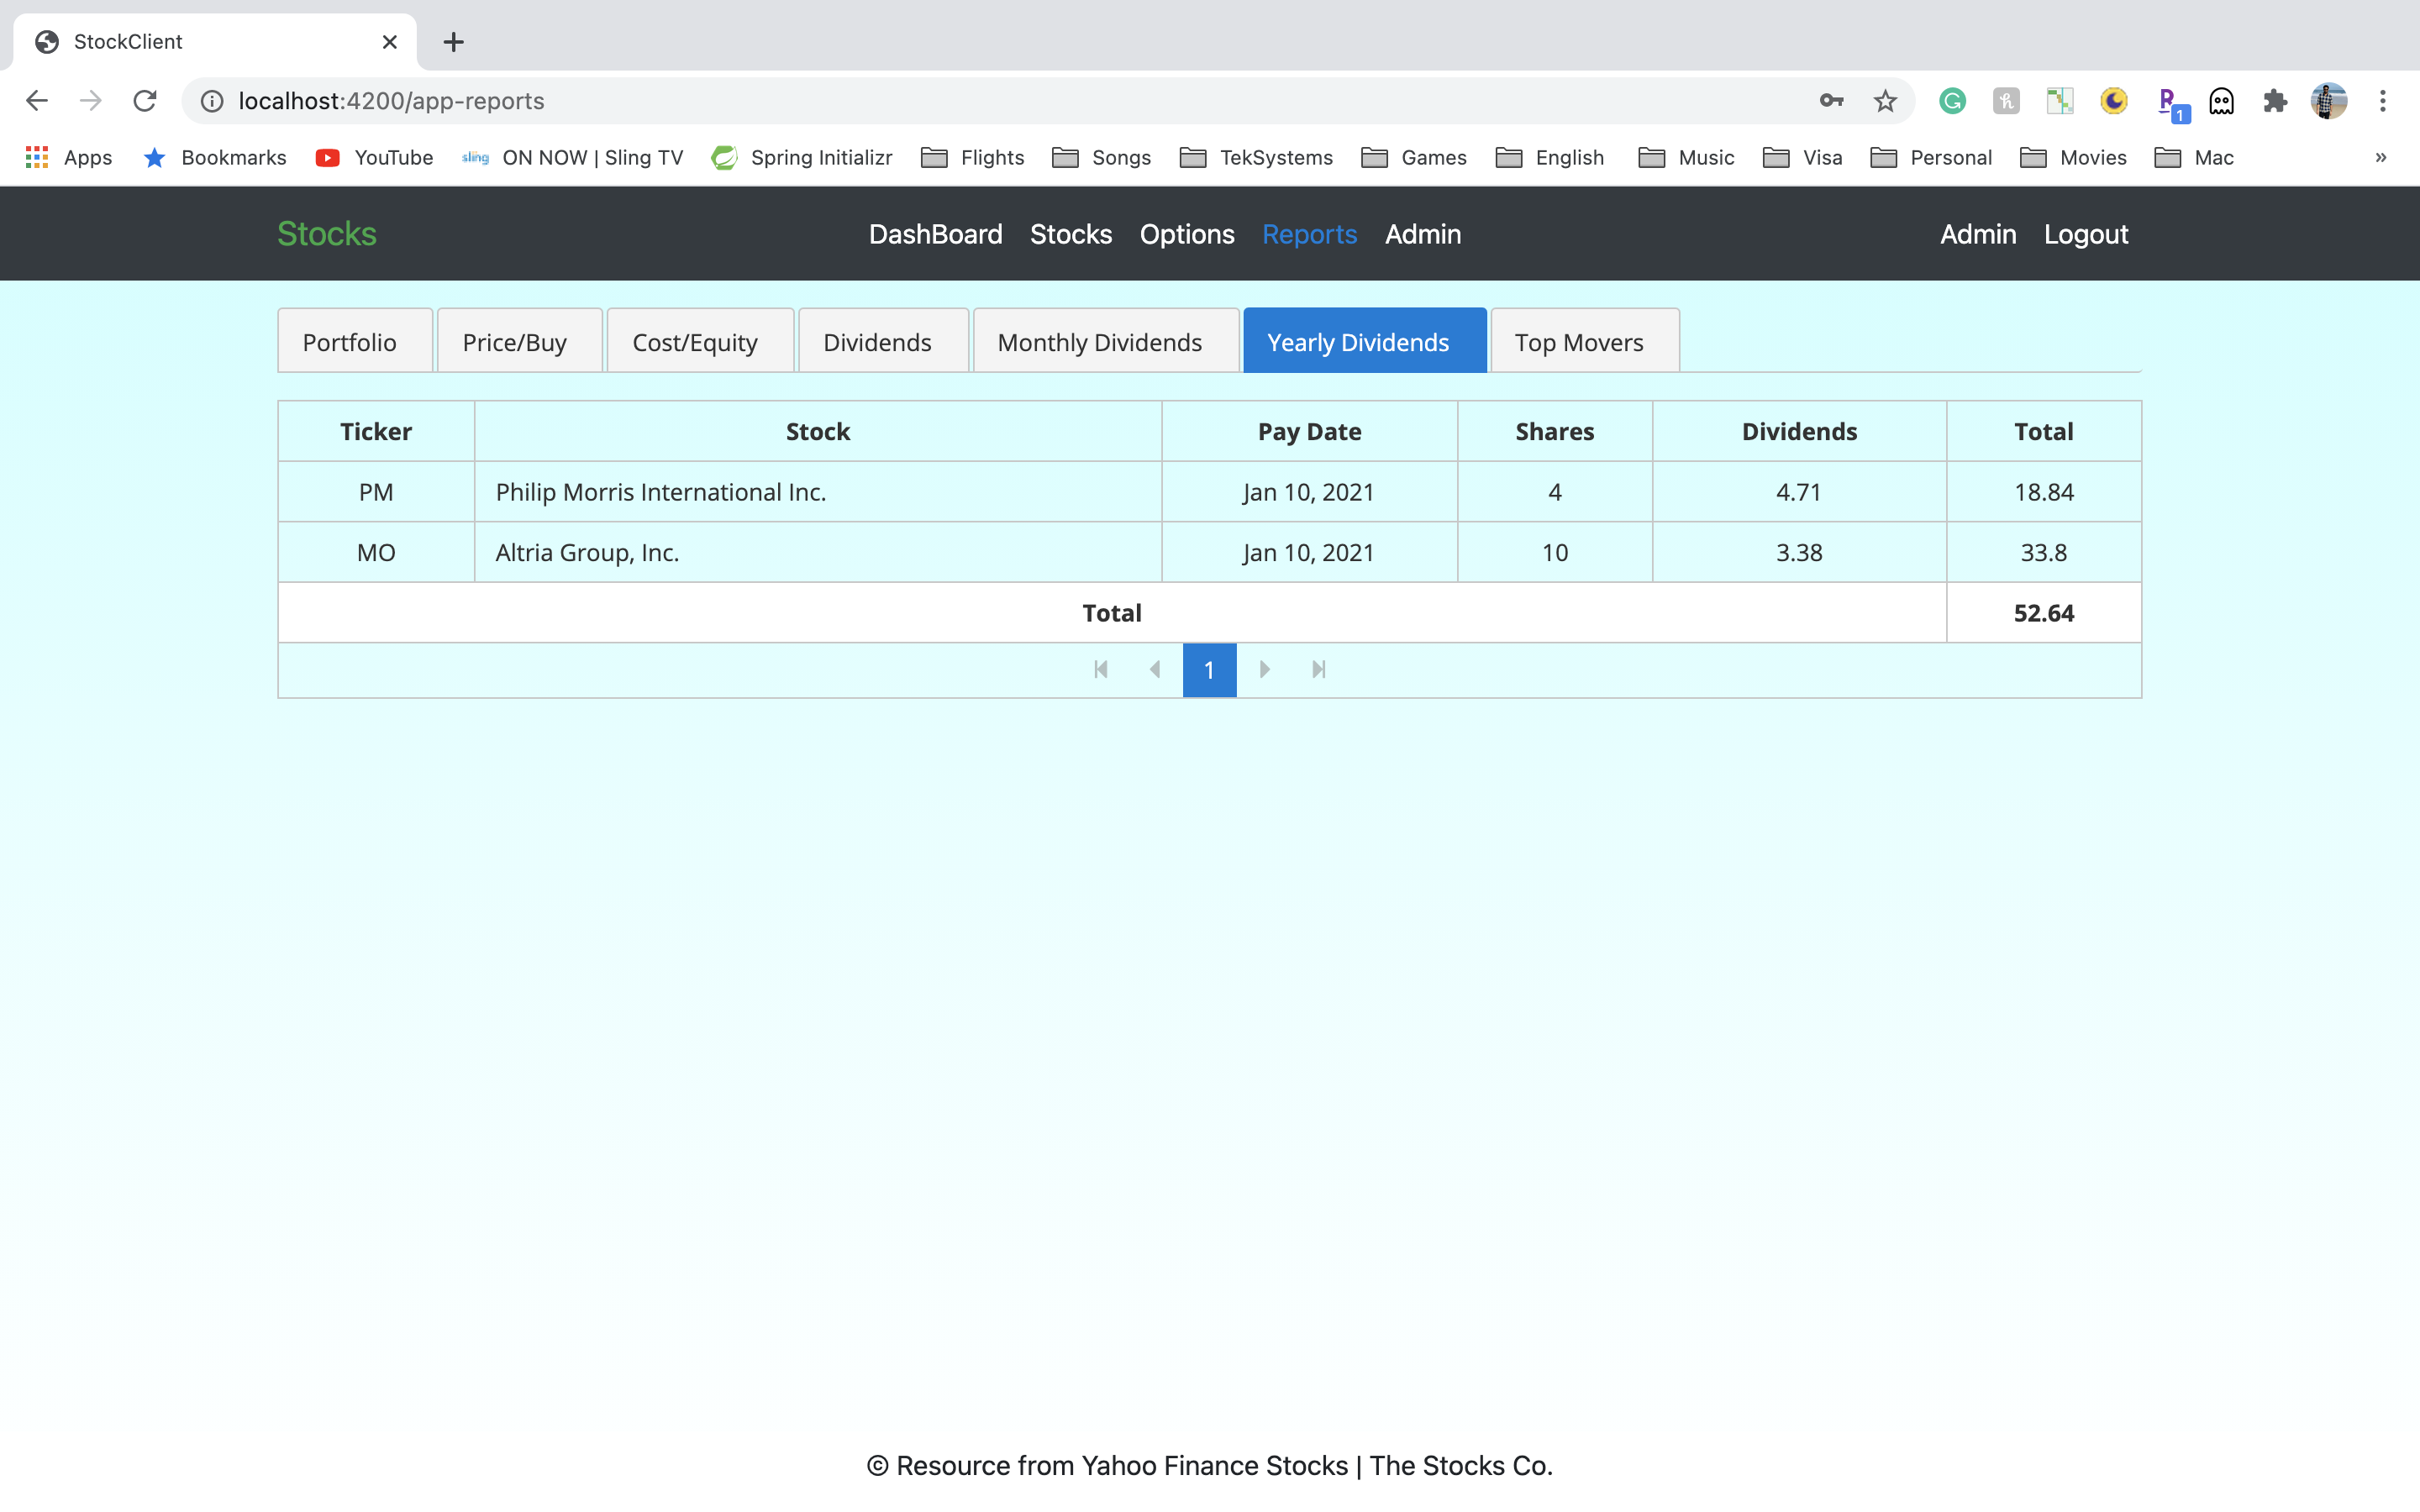 StockClient
localhost:4200/app-reports
1
Apps Bookmarks YouTube sling ON NOW | Sling TV Spring Initializr Flights Songs TekSystems Games English Music Visa Personal Movies Mac »
Stocks DashBoard Stocks Options Reports Admin Admin Logout
Portfolio Price/Buy Cost/Equity Dividends Monthly Dividends Yearly Dividends Top Movers
Ticker Stock Pay Date Shares Dividends Total
PM Philip Morris International Inc. Jan 10, 2021 4 4.71 18.84
MO Altria Group, Inc. Jan 10, 2021 10 3.38 33.8
Total 52.64
1
© Resource from Yahoo Finance Stocks | The Stocks Co.